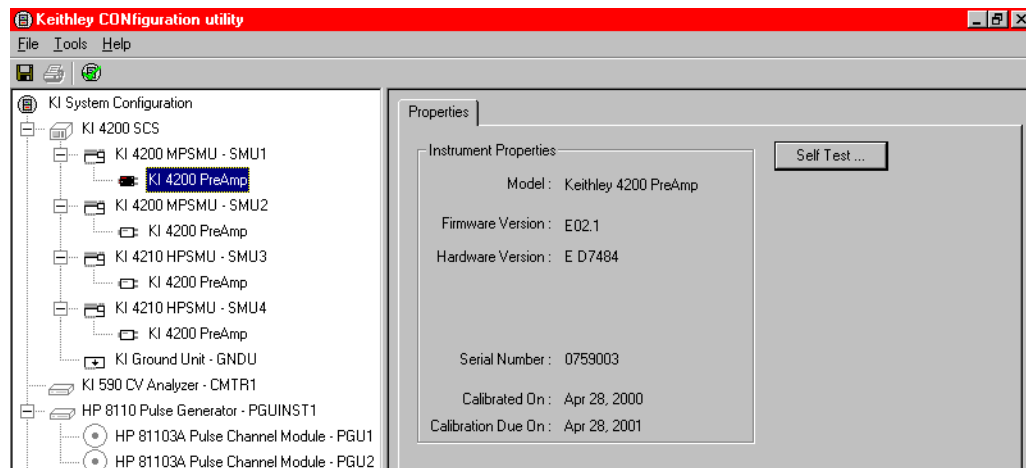 Keithley CONfiguration utility
File Tools Help
KI System Configuration
KI 4200 SCS
KI 4200 MPSMU - SMU1
KI 4200 PreAmp
KI 4200 MPSMU - SMU2
KI 4200 PreAmp
KI 4210 HPSMU - SMU3
KI 4200 PreAmp
KI 4210 HPSMU - SMU4
KI 4200 PreAmp
KI Ground Unit - GNDU
KI 590 CV Analyzer - CMTR1
HP 8110 Pulse Generator - PGUINST1
HP 81103A Pulse Channel Module - PGU1
HP 81103A Pulse Channel Module - PGU2
Properties
Instrument Properties
Model : Keithley 4200 PreAmp
Firmware Version : E02.1
Hardware Version : E D7484
Serial Number : 0759003
Calibrated On : Apr 28, 2000
Calibration Due On : Apr 28, 2001
Self Test ...